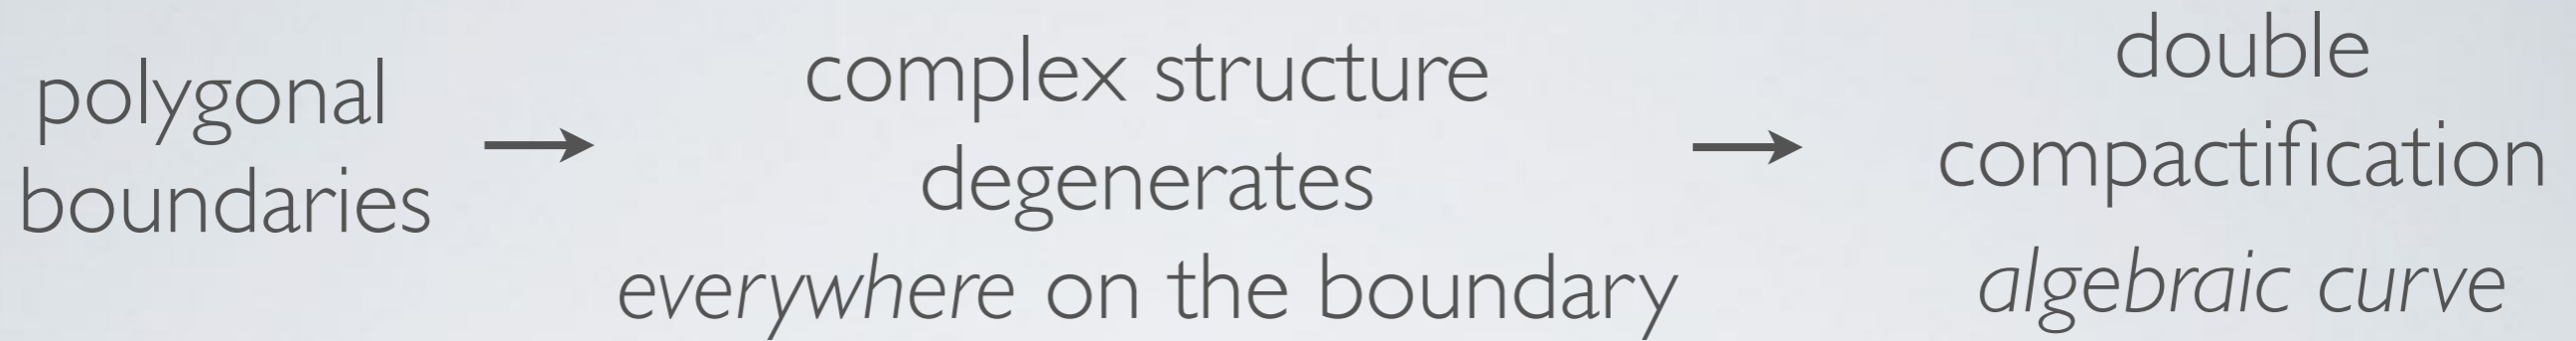 polygonal
boundaries
complex structure
degenerates
everywhere on the boundary
double
compactification
algebraic curve